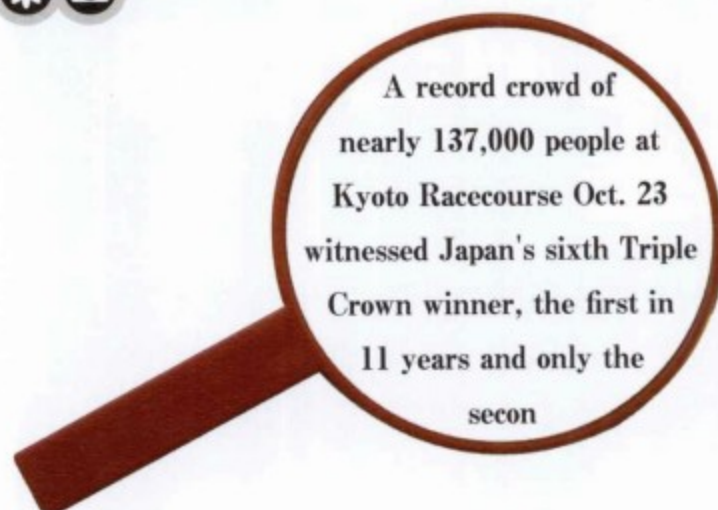 A record crowd of
nearly 137,000 people at
Kyoto Racecourse Oct. 23
witnessed Japan's sixth Triple
Crown winner, the first in
11 years and only the
secon